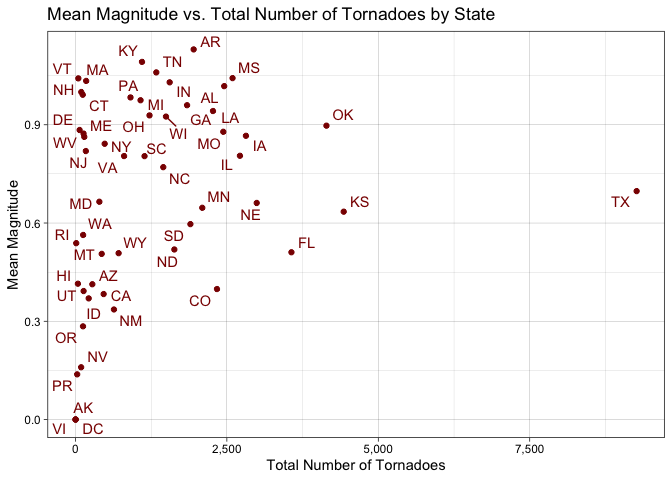 Mean Magnitude vs. Total Number of Tornadoes by State
AR
KY
TN
VT
MA
MS
NH
PA
IN
CT
MI
AL
DE
ME
OH
GA
LA
OK
0.9
WI
WV
NY
SC
MO
IA
NJ
VA
IL
NC
TX
MD
MN
KS
NE
0.6
WA
RI
SD
MT
WY
FL
ND
HI
AZ
UT
CA
CO
0.3
ID
NM
OR
NV
PR
AK
0.0
VI
DC
Mean Magnitude
0
2,500
5,000
7,500
Total Number of Tornadoes